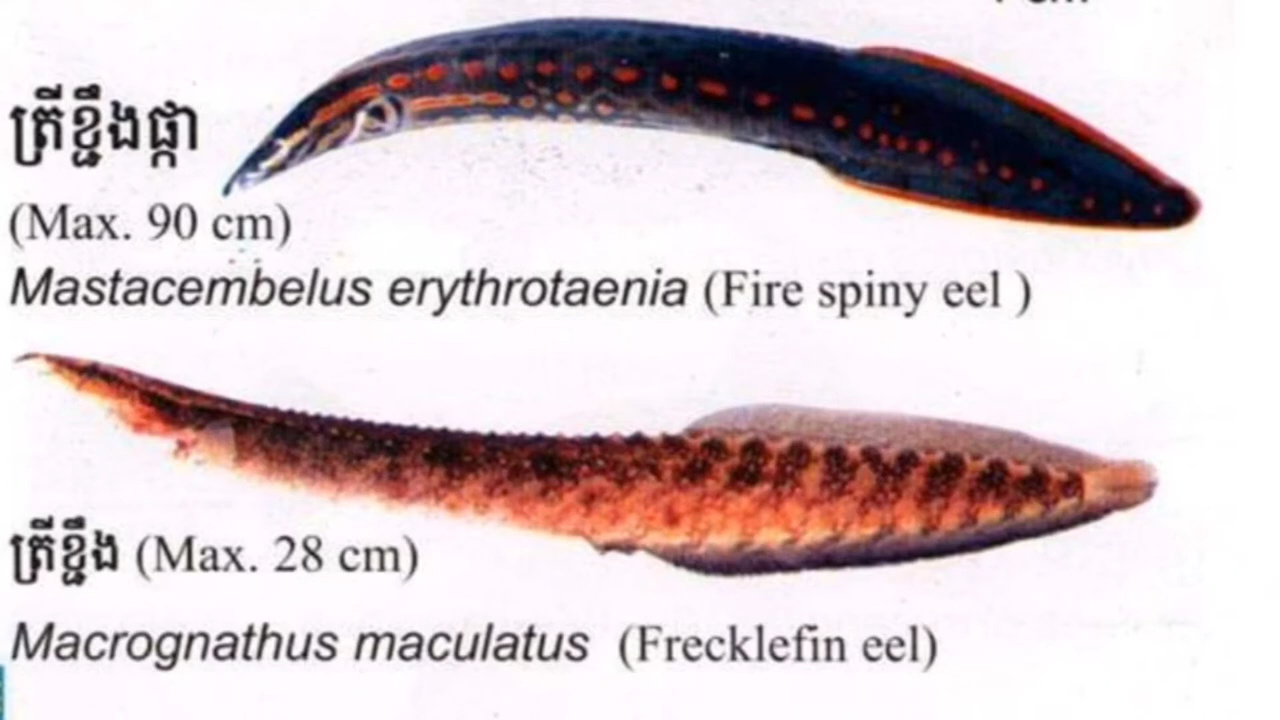 ត្រីខ្ជឹងផ្កា
(Max. 90 cm)
Mastacembelus erythrotaenia (Fire spiny eel )
ត្រីខ្ជឹង (Max. 28 cm)
Macrognathus maculatus (Frecklefin eel)